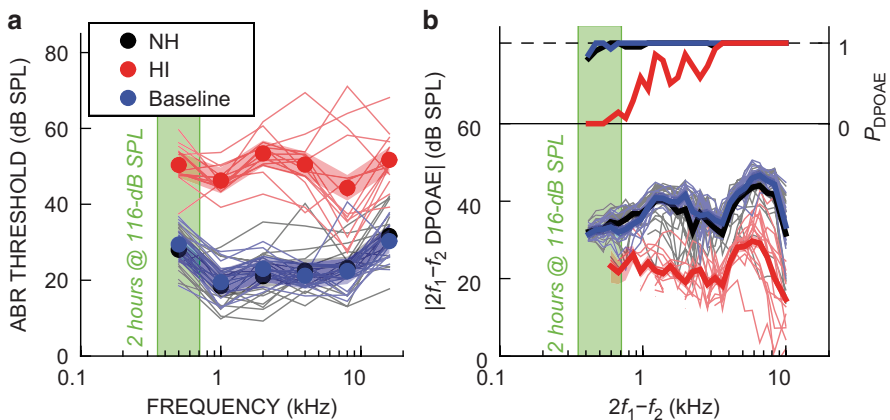 a
b
NH
HI
Baseline
ABR THRESHOLD (dB SPL)
80
60
40
20
0
2 hours @ 116-dB SPL
0.1
1
10
FREQUENCY (kHz)
|2f₁–f₂ DPOAE| (dB SPL)
60
40
20
0
2 hours @ 116-dB SPL
1
0
P_DPOAE
0.1
1
10
2f₁–f₂ (kHz)